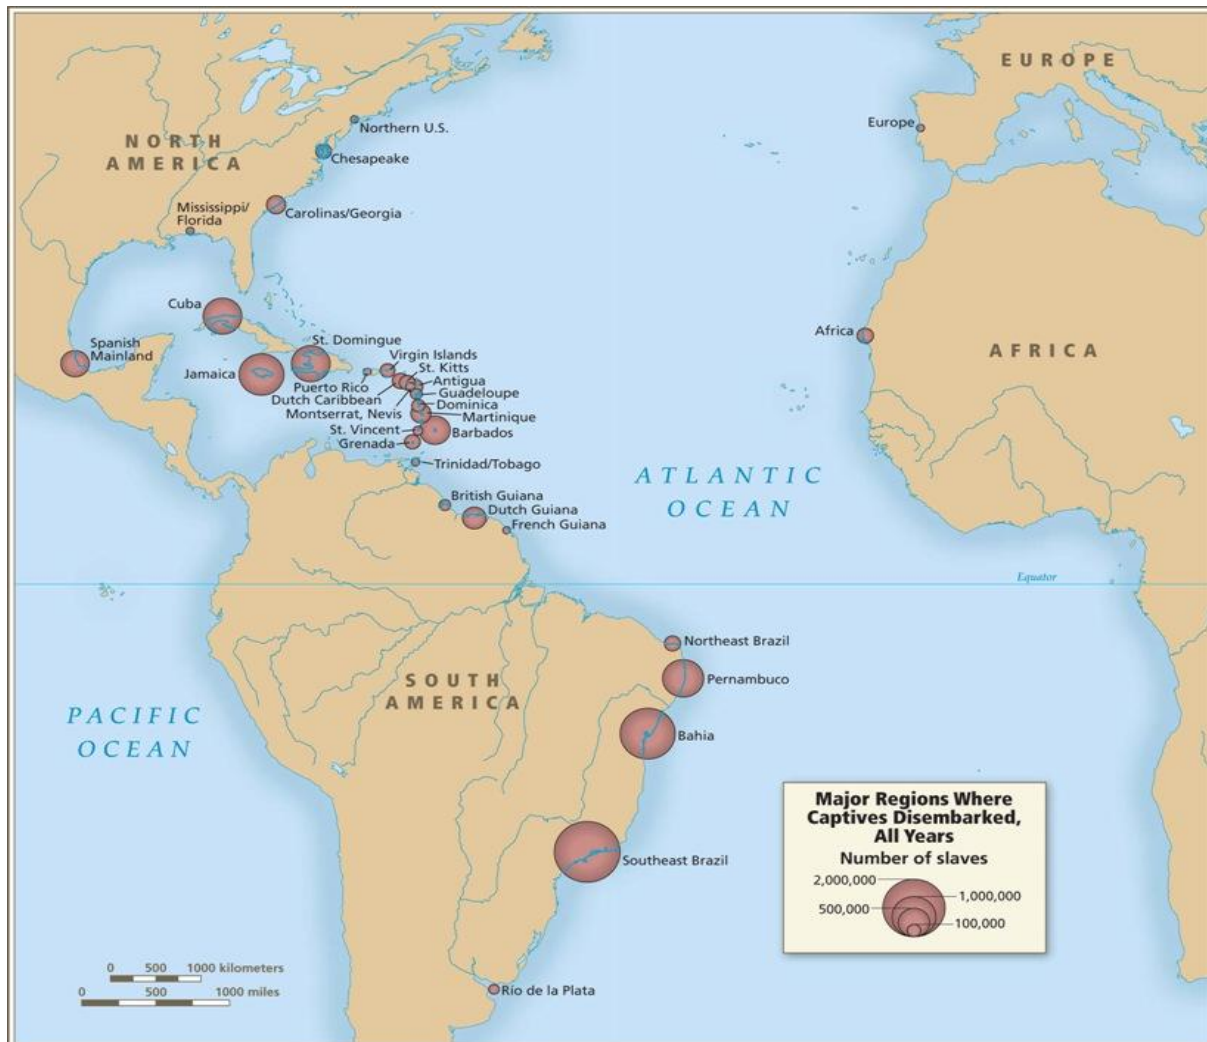 EUROPE
Europe
Northern U.S.
NORTH
AMERICA
Chesapeake
Mississippi/
Florida
Carolinas/Georgia
Cuba
St. Domingue
Spanish
Mainland
Jamaica
Africa
AFRICA
Virgin Islands
St. Kitts
Puerto Rico
Antigua
Dutch Caribbean
Guadeloupe
Montserrat, Nevis
Dominica
Martinique
St. Vincent
Barbados
Grenada
Trinidad/Tobago
ATLANTIC
OCEAN
British Guiana
Dutch Guiana
French Guiana
Equator
Northeast Brazil
SOUTH
AMERICA
Pernambuco
PACIFIC
OCEAN
Bahia
Southeast Brazil
Major Regions Where
Captives Disembarked,
All Years
Number of slaves
2,000,000
1,000,000
500,000
100,000
0 500 1000 kilometers
0 500 1000 miles
Río de la Plata